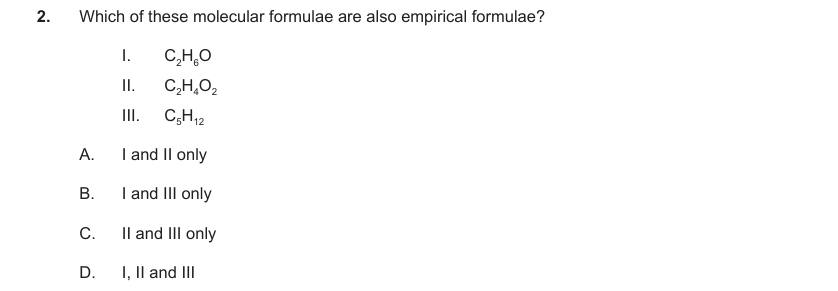 2. Which of these molecular formulae are also empirical formulae?
I. C₂H₆O
II. C₂H₄O₂
III. C₅H₁₂
A. I and II only
B. I and III only
C. II and III only
D. I, II and III